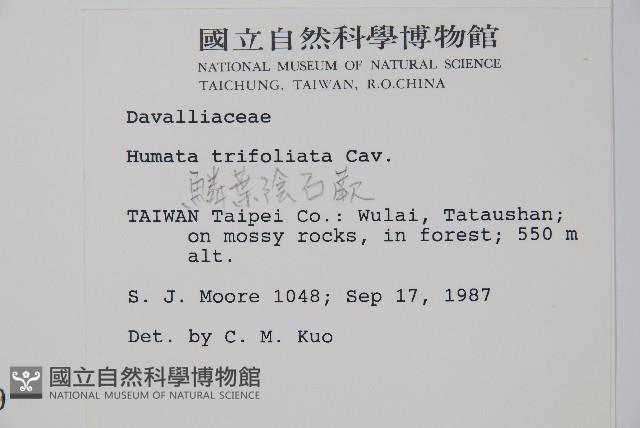 國立自然科學博物館
NATIONAL MUSEUM OF NATURAL SCIENCE
TAICHUNG, TAIWAN, R.O.CHINA
Davalliaceae
Humata trifoliata Cav.
鱗葉陰石蕨
TAIWAN Taipei Co.: Wulai, Tataushan;
on mossy rocks, in forest; 550 m
alt.
S. J. Moore 1048; Sep 17, 1987
Det. by C. M. Kuo
國立自然科學博物館
NATIONAL MUSEUM OF NATURAL SCIENCE